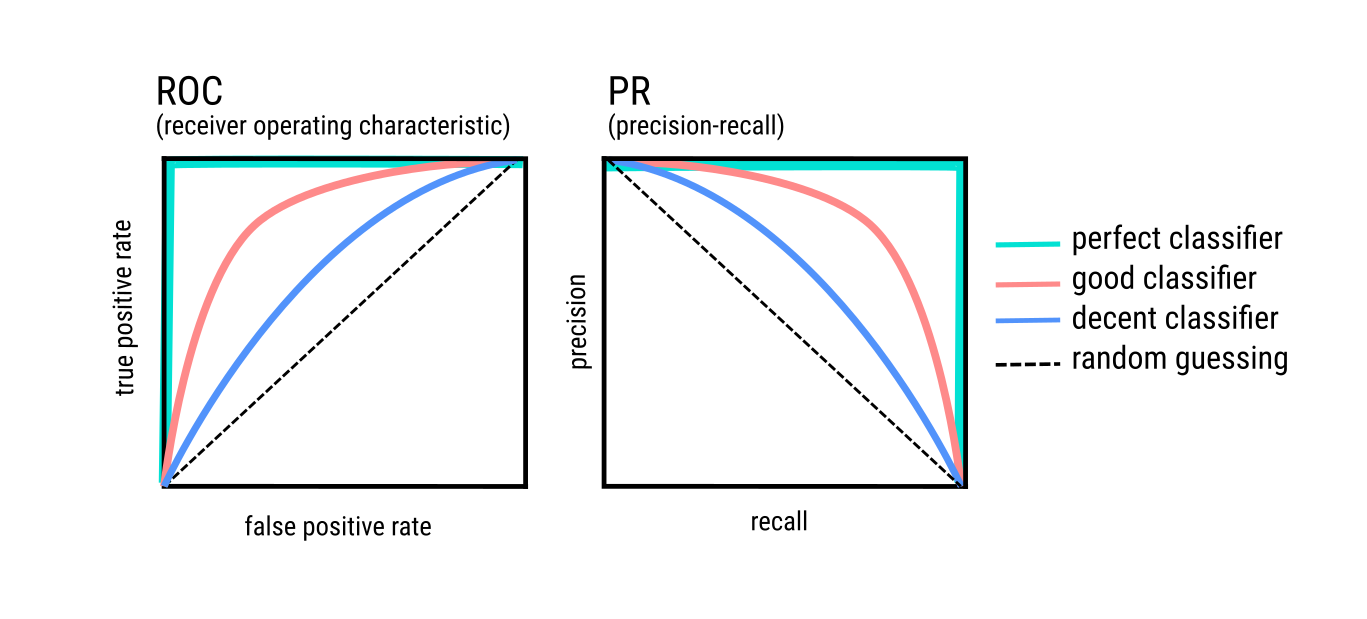 ROC
(receiver operating characteristic)
true positive rate
false positive rate
PR
(precision-recall)
precision
recall
perfect classifier
good classifier
decent classifier
random guessing